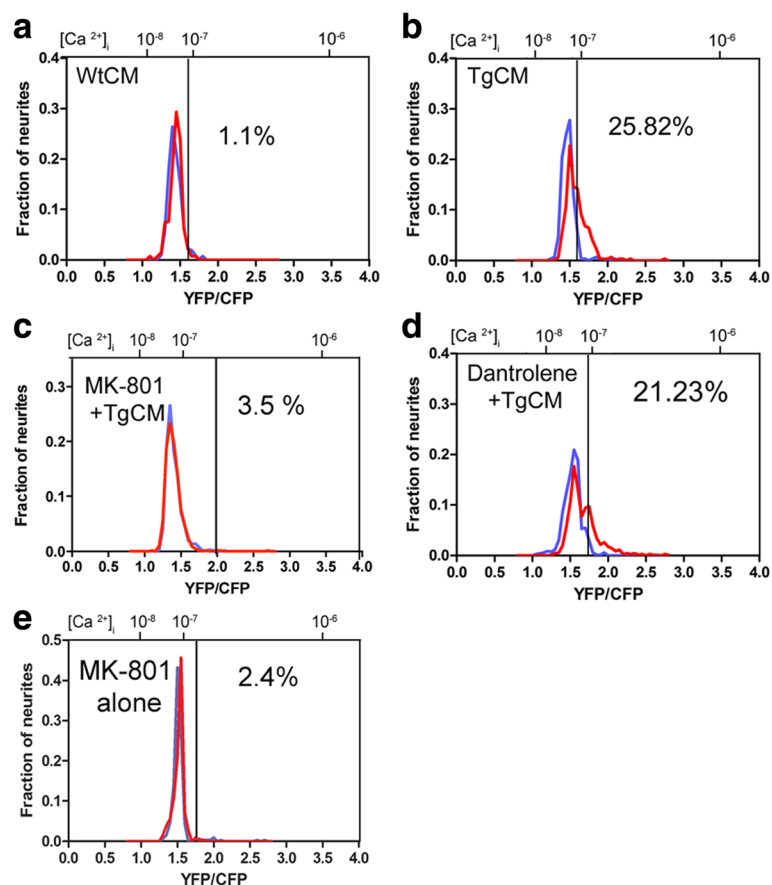 a
[Ca 2+]i 10-8 10-7 10-6
WtCM
1.1%
Fraction of neurites
0.4
0.3
0.2
0.1
0.0
0.0 0.5 1.0 1.5 2.0 2.5 3.0 3.5 4.0
YFP/CFP
b
[Ca 2+]i 10-8 10-7 10-6
TgCM
25.82%
Fraction of neurites
0.4
0.3
0.2
0.1
0.0
0.0 0.5 1.0 1.5 2.0 2.5 3.0 3.5 4.0
YFP/CFP
c
[Ca 2+]i 10-8 10-7 10-6
MK-801
+TgCM
3.5 %
Fraction of neurites
0.3
0.2
0.1
0.0
0.0 0.5 1.0 1.5 2.0 2.5 3.0 3.5 4.0
YFP/CFP
d
[Ca 2+]i 10-8 10-7 10-6
Dantrolene
+TgCM
21.23%
Fraction of neurites
0.4
0.3
0.2
0.1
0.0
0.0 0.5 1.0 1.5 2.0 2.5 3.0 3.5 4.0
YFP/CFP
e
[Ca 2+]i 10-8 10-7 10-6
MK-801
alone
2.4%
Fraction of neurites
0.5
0.4
0.3
0.2
0.1
0.0
0.0 0.5 1.0 1.5 2.0 2.5 3.0 3.5 4.0
YFP/CFP